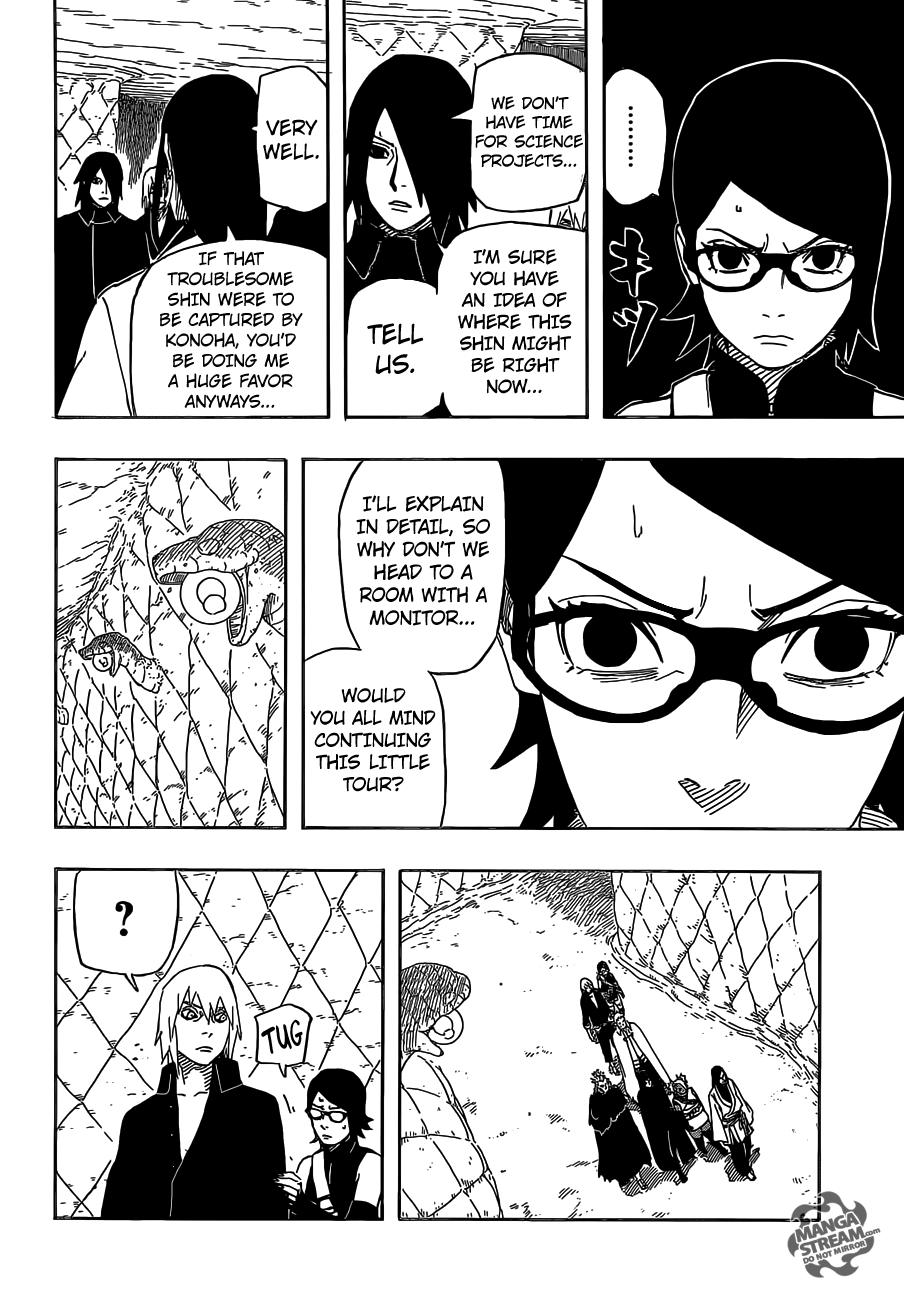 .........
キッ
WE DON'T
HAVE TIME
FOR SCIENCE
PROJECTS...
I'M SURE
YOU HAVE
AN IDEA OF
WHERE THIS
SHIN MIGHT
BE RIGHT
NOW...
TELL
US.
VERY
WELL.
IF THAT
TROUBLESOME
SHIN WERE TO
BE CAPTURED BY
KONOHA, YOU'D
BE DOING ME
A HUGE FAVOR
ANYWAYS...
I'LL EXPLAIN
IN DETAIL, SO
WHY DON'T WE
HEAD TO A
ROOM WITH A
MONITOR...
WOULD
YOU ALL MIND
CONTINUING
THIS LITTLE
TOUR?
TUG
?
MANGA
STREAM.com
DO NOT MIRROR